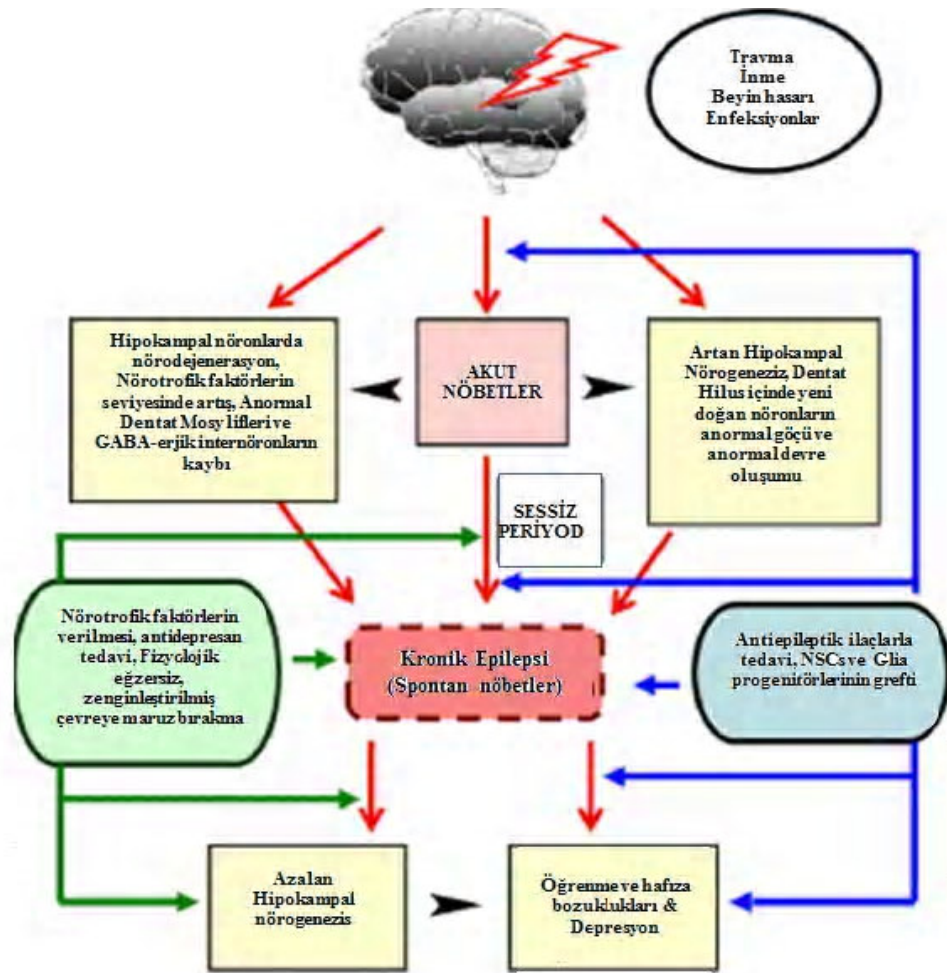 Travma
İnme
Beyin hasarı
Enfeksiyonlar
Hipokampal nöronlarda
nörodejenerasyon,
Nörotrofik faktörlerin
seviyesinde artış, Anormal
Dentat Mosy lifleri ve
GABA-erjik internöronların
kaybı
AKUT
NÖBETLER
Artan Hipokampal
Nörogeneziz, Dentat
Hilus içinde yeni
doğan nöronların
anormal göçü ve
anormal devre
oluşumu
SESSİZ
PERİYOD
Nörotrofik faktörlerin
verilmesi, antidepresan
tedavi, Fizyolojik
eğzersiz,
zenginleştirilmiş
çevreye maruz bırakma
Kronik Epilepsi
(Spontan nöbetler)
Antiepileptik ilaçlarla
tedavi, NSCs ve Glia
progenitörlerinin grefti
Azalan
Hipokampal
nörogenezis
Öğrenme ve hafıza
bozuklukları &
Depresyon